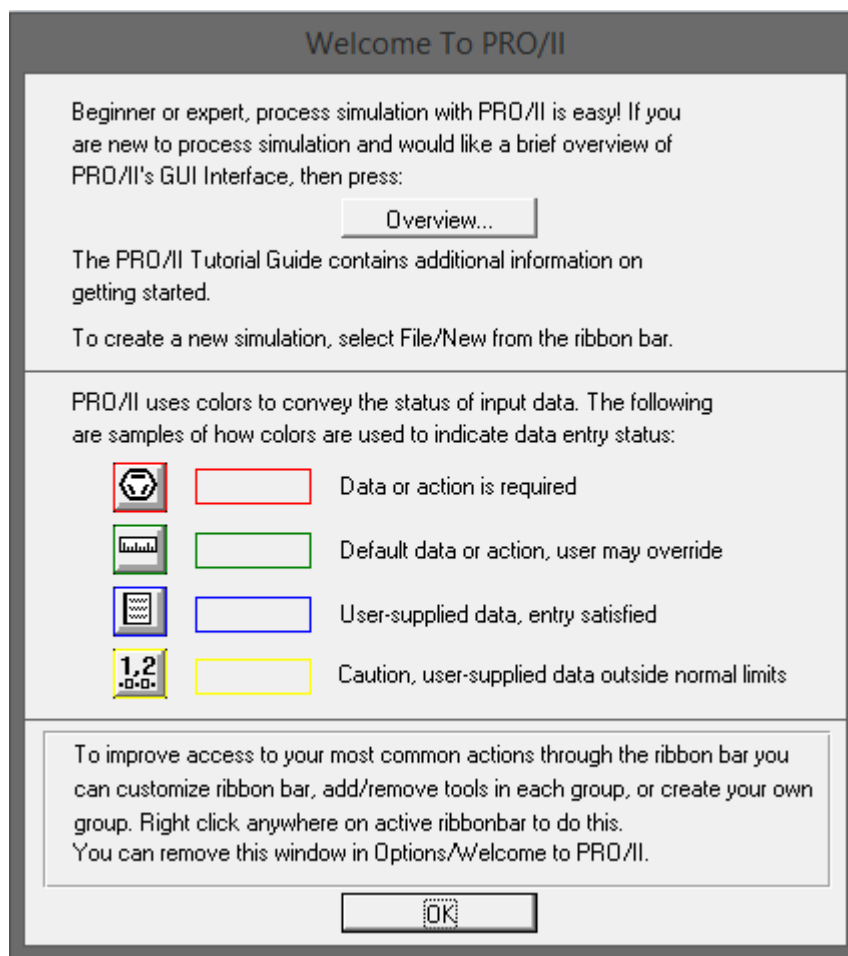 Welcome To PRO/II
Beginner or expert, process simulation with PRO/II is easy! If you
are new to process simulation and would like a brief overview of
PRO/II's GUI Interface, then press:
Overview...
The PRO/II Tutorial Guide contains additional information on
getting started.
To create a new simulation, select File/New from the ribbon bar.
PRO/II uses colors to convey the status of input data. The following
are samples of how colors are used to indicate data entry status:
Data or action is required
Default data or action, user may override
User-supplied data, entry satisfied
1,2
Caution, user-supplied data outside normal limits
To improve access to your most common actions through the ribbon bar you
can customize ribbon bar, add/remove tools in each group, or create your own
group. Right click anywhere on active ribbonbar to do this.
You can remove this window in Options/Welcome to PRO/II.
OK